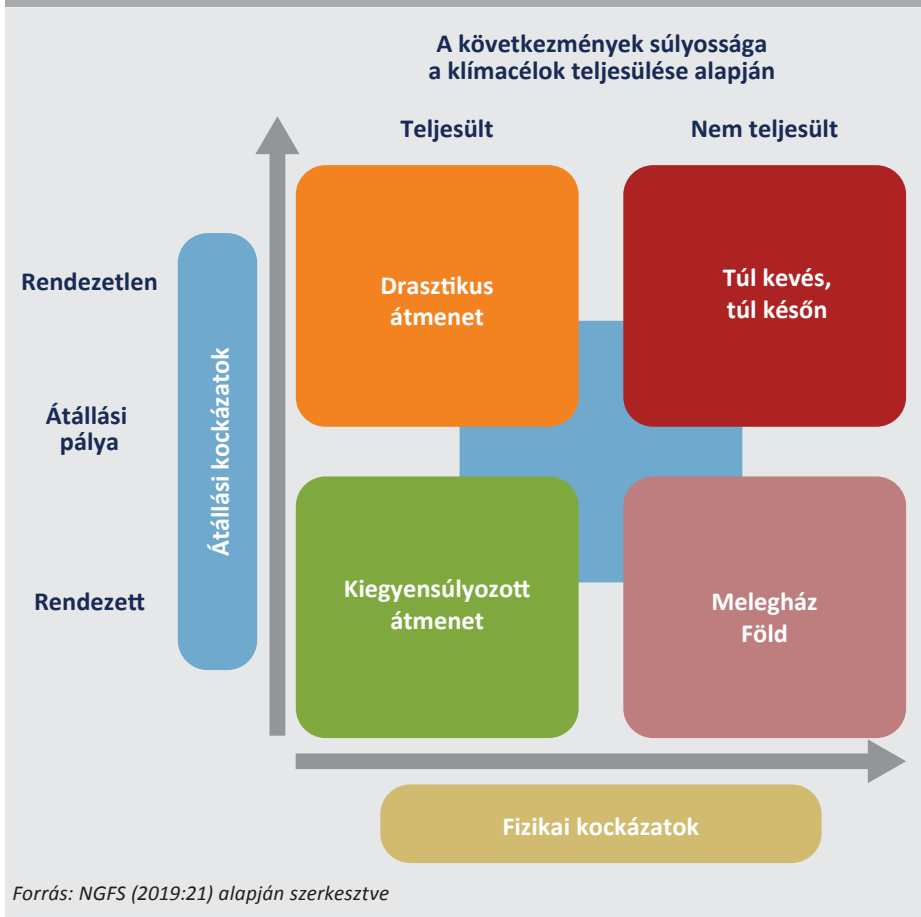 A következmények súlyossága
a klímacélok teljesülése alapján
Teljesült
Nem teljesült
Rendezetlen
Átállási
pálya
Rendezett
Átállási kockázatok
Drasztikus
átmenet
Túl kevés,
túl későn
Kiegyensúlyozott
átmenet
Melegház
Föld
Fizikai kockázatok
Forrás: NGFS (2019:21) alapján szerkesztve